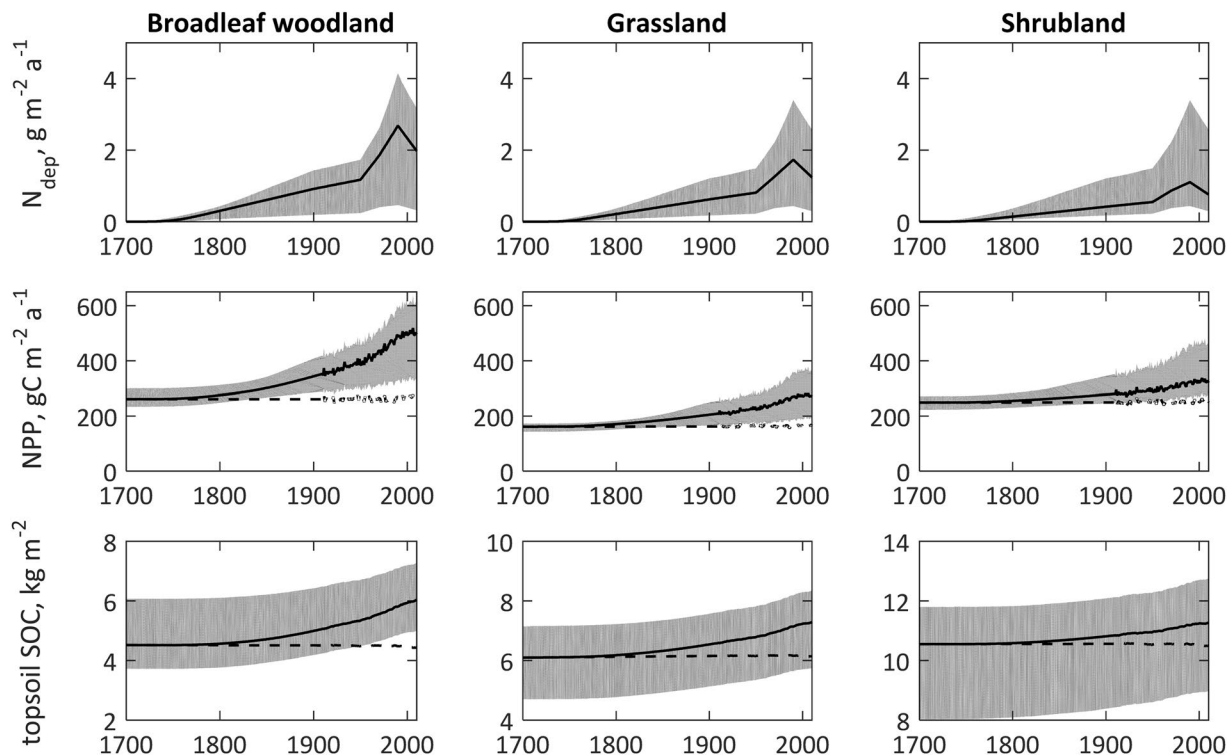 Broadleaf woodland Grassland Shrubland
N_dep, g m⁻² a⁻¹
4 4 4
2 2 2
0 0 0
1700 1800 1900 2000 1700 1800 1900 2000 1700 1800 1900 2000
NPP, gC m⁻² a⁻¹
600 600 600
400 400 400
200 200 200
0 0 0
1700 1800 1900 2000 1700 1800 1900 2000 1700 1800 1900 2000
topsoil SOC, kg m⁻²
8 10 14
6 8 12
4 6 10
2 4 8
1700 1800 1900 2000 1700 1800 1900 2000 1700 1800 1900 2000